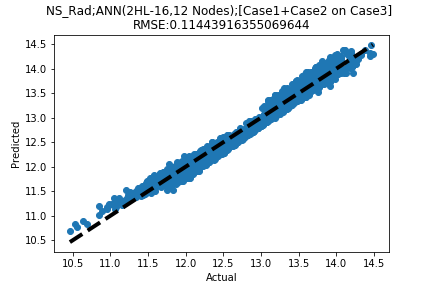 NS_Rad;ANN(2HL-16,12 Nodes);[Case1+Case2 on Case3]
RMSE:0.11443916355069644
14.5
14.0
13.5
13.0
12.5
12.0
11.5
11.0
10.5
Predicted
10.5 11.0 11.5 12.0 12.5 13.0 13.5 14.0 14.5
Actual